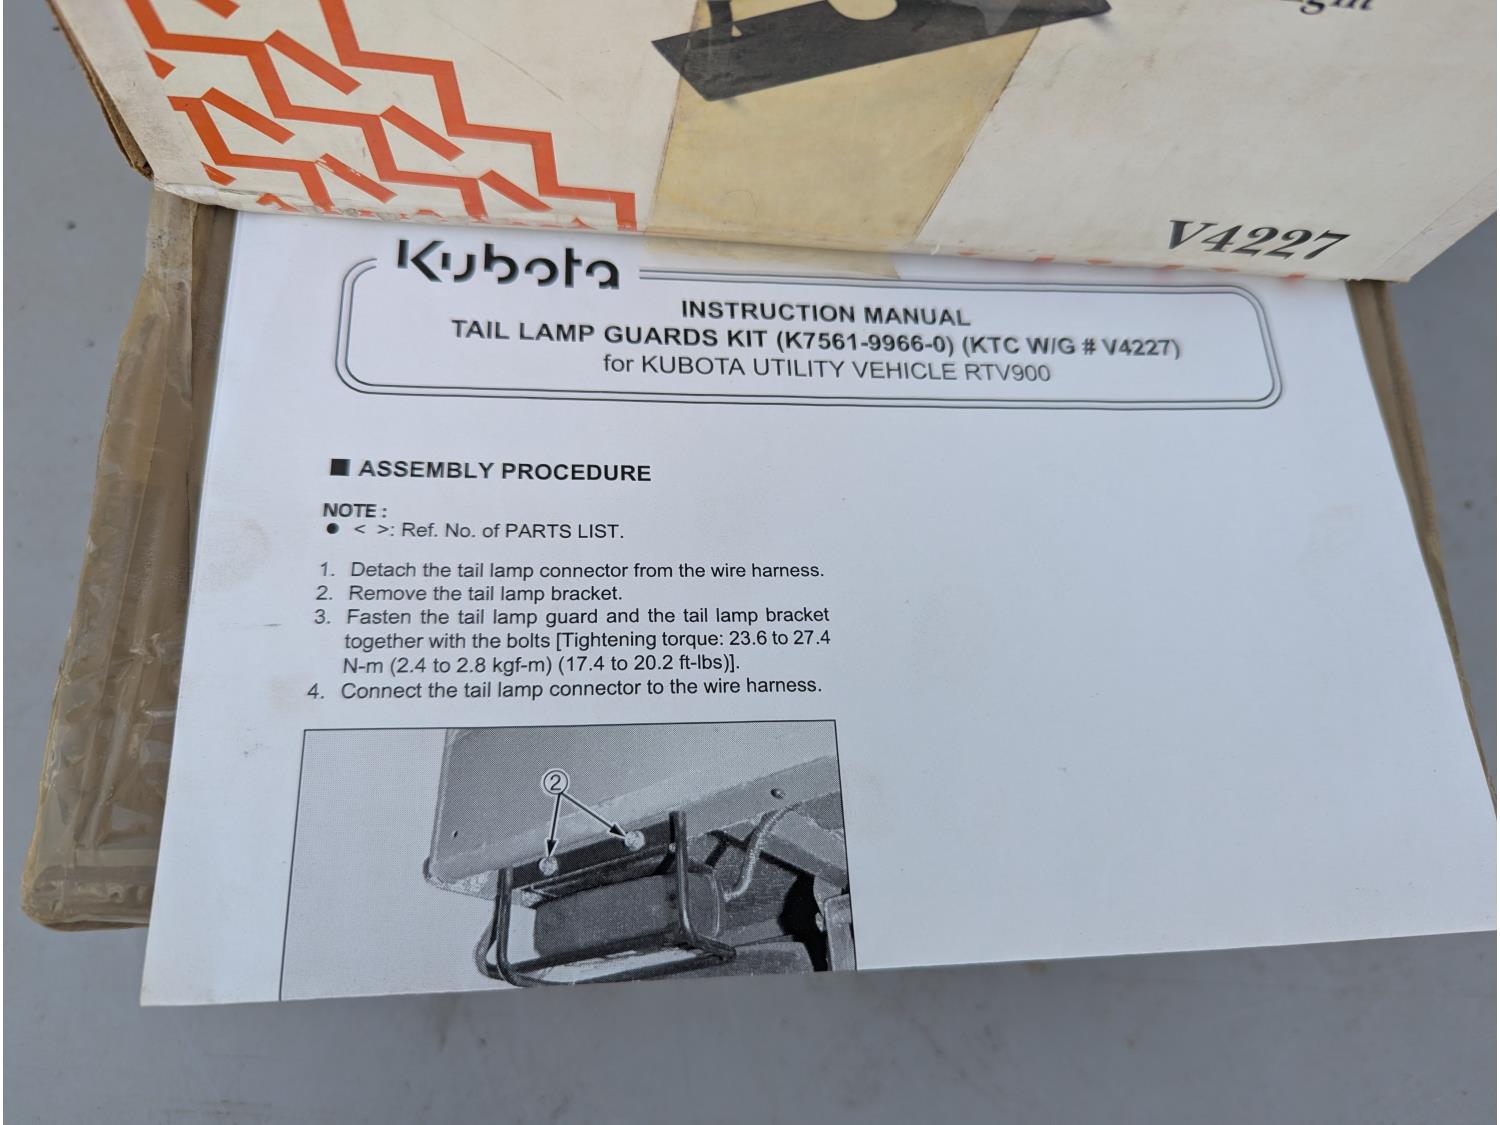 V4227
Kubota
INSTRUCTION MANUAL
TAIL LAMP GUARDS KIT (K7561-9966-0) (KTC W/G # V4227)
for KUBOTA UTILITY VEHICLE RTV900
■ ASSEMBLY PROCEDURE
NOTE :
● < >: Ref. No. of PARTS LIST.
1. Detach the tail lamp connector from the wire harness.
2. Remove the tail lamp bracket.
3. Fasten the tail lamp guard and the tail lamp bracket
together with the bolts [Tightening torque: 23.6 to 27.4
N-m (2.4 to 2.8 kgf-m) (17.4 to 20.2 ft-lbs)].
4. Connect the tail lamp connector to the wire harness.
②